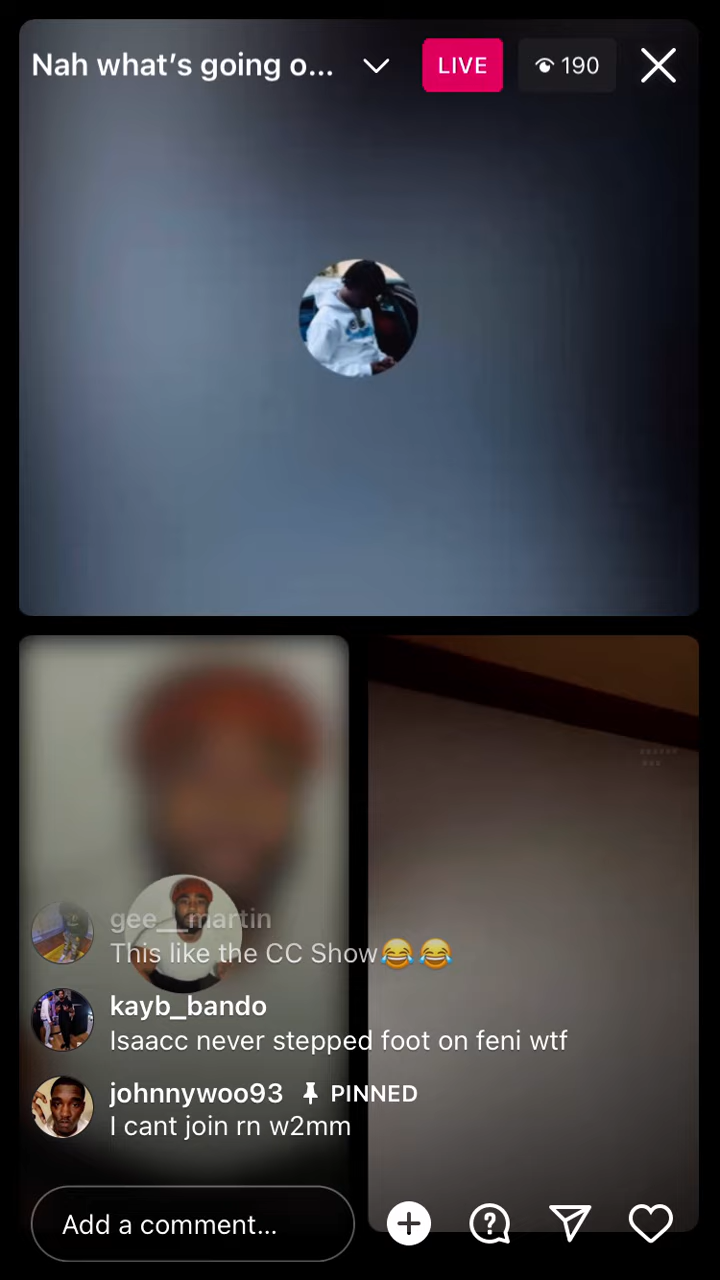 Nah what's going o...
LIVE
190
gee__martin
This like the CC Show😂😂
kayb_bando
Isaacc never stepped foot on feni wtf
johnnywoo93 PINNED
I cant join rn w2mm
Add a comment...